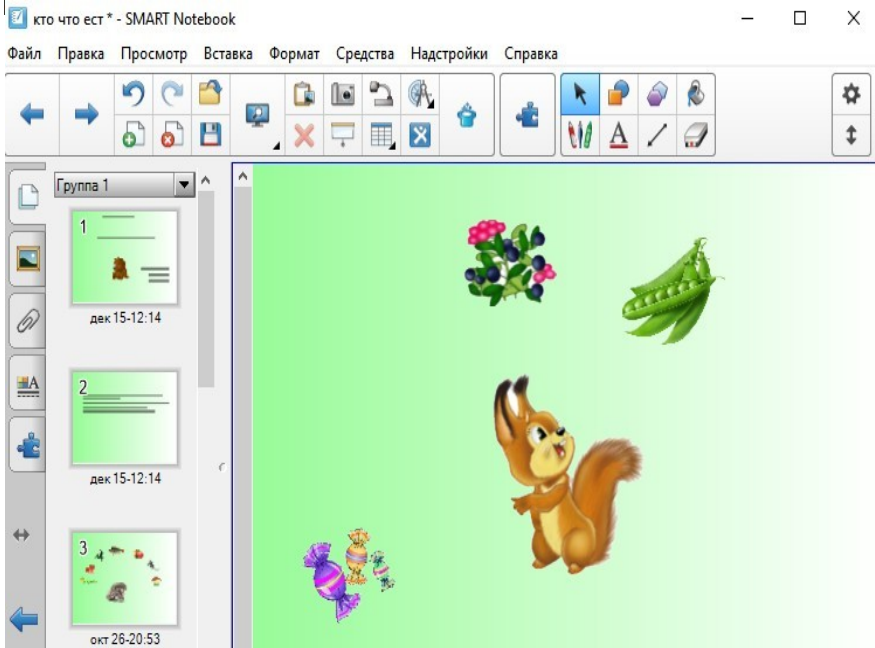 кто что ест * - SMART Notebook
Файл Правка Просмотр Вставка Формат Средства Надстройки Справка
Группа 1
1
дек 15-12:14
2
дек 15-12:14
3
окт 26-20:53